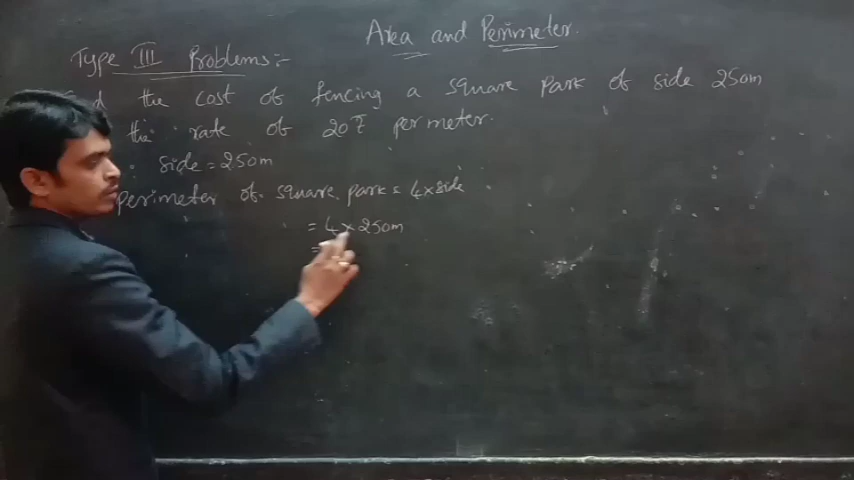 Area and Perimeter.
Type III Problems:-
the cost of fencing a square park of side 250m
the rate of 20₹ per meter.
side = 250m
perimeter of square park = 4×side
= 4×250m
=